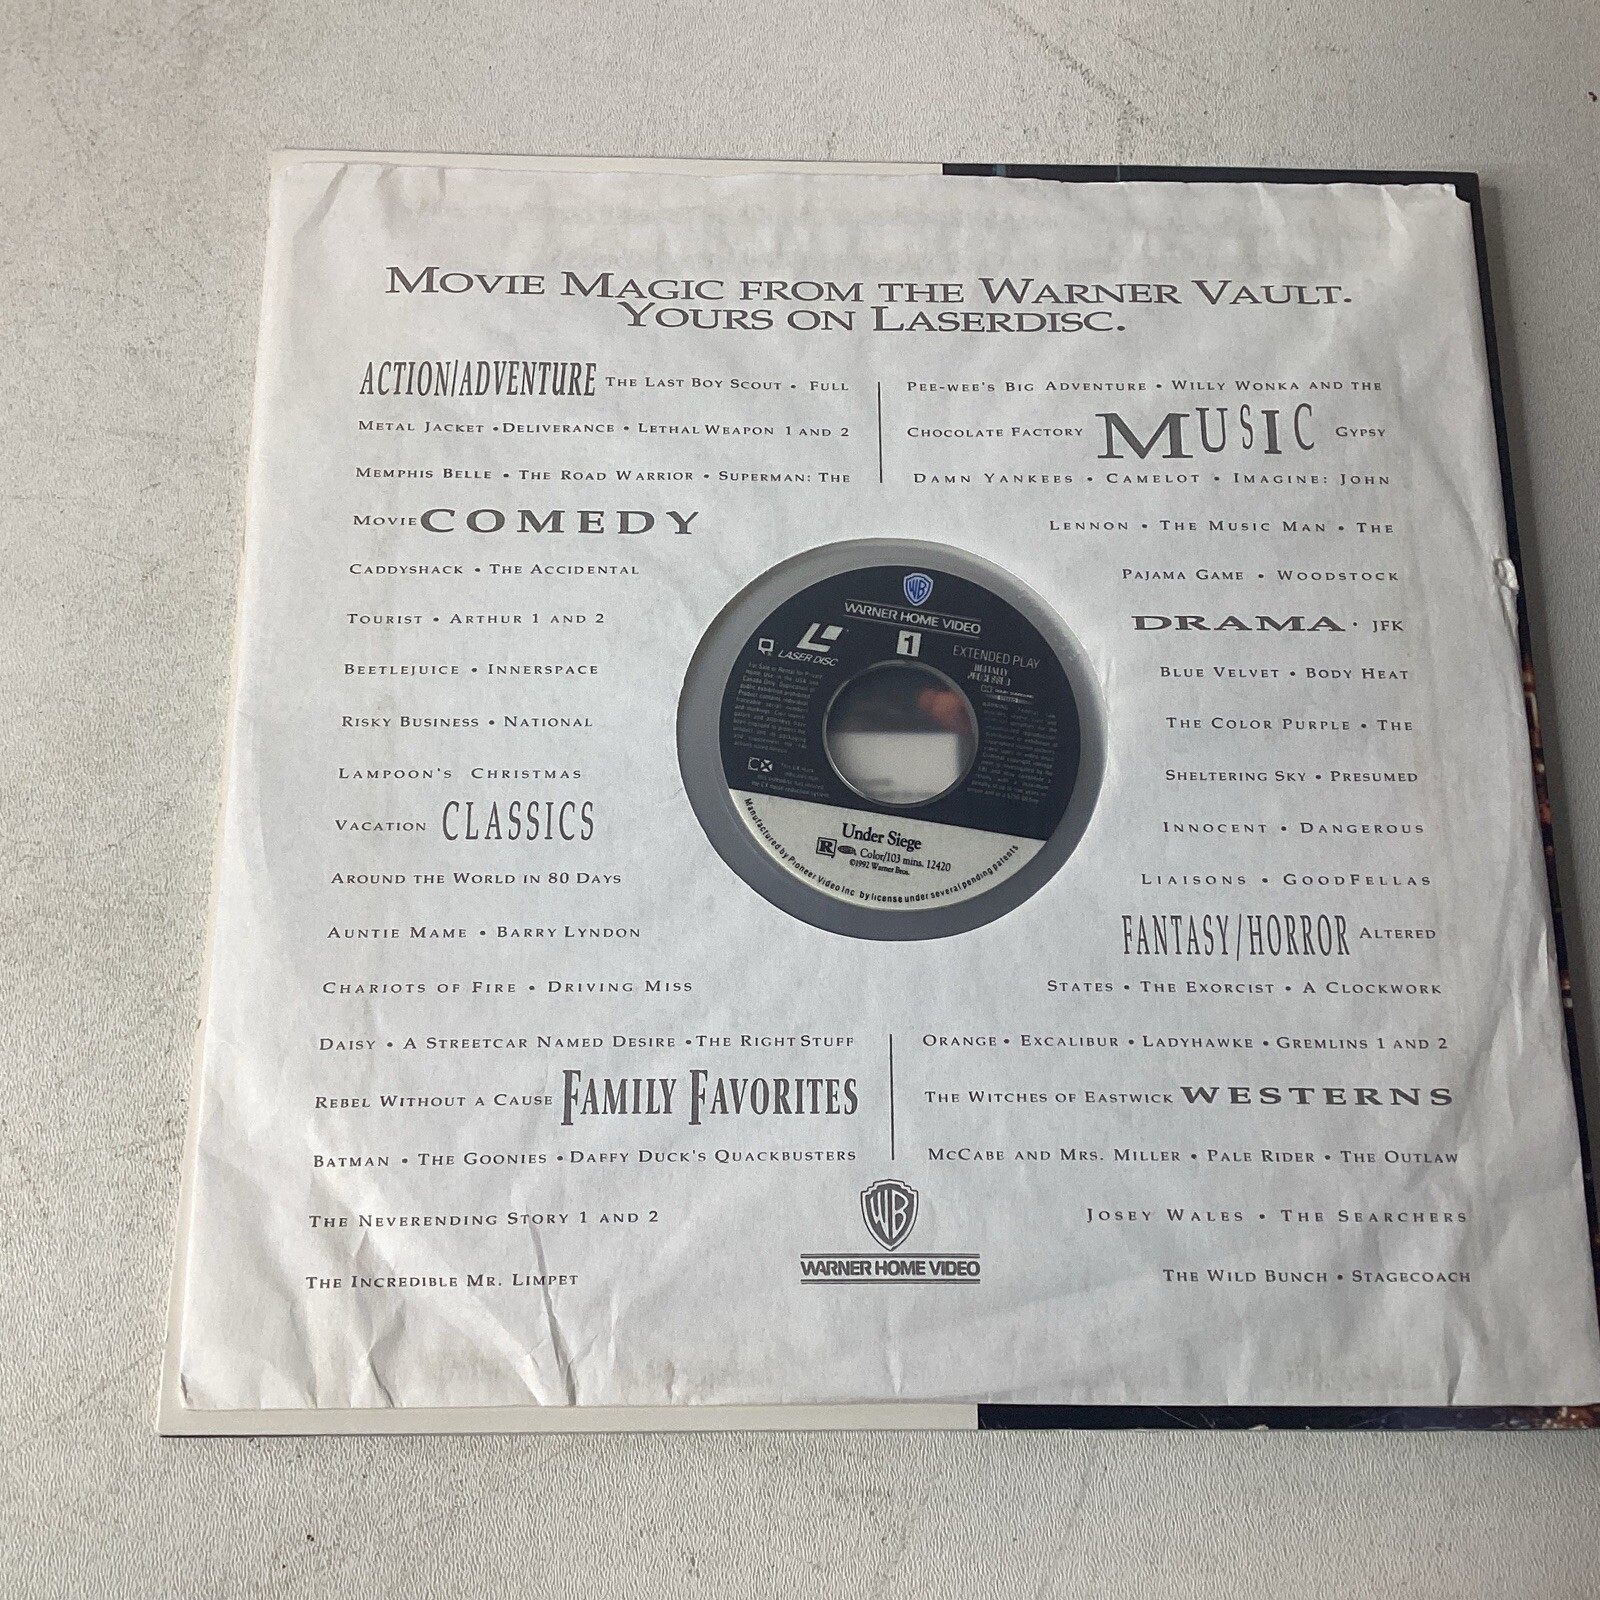 MOVIE MAGIC FROM THE WARNER VAULT.
YOURS ON LASERDISC.
ACTION/ADVENTURE THE LAST BOY SCOUT • FULL
METAL JACKET • DELIVERANCE • LETHAL WEAPON 1 AND 2
MEMPHIS BELLE • THE ROAD WARRIOR • SUPERMAN: THE
MOVIE COMEDY
CADDYSHACK • THE ACCIDENTAL
TOURIST • ARTHUR 1 AND 2
BEETLEJUICE • INNERSPACE
RISKY BUSINESS • NATIONAL
LAMPOON'S CHRISTMAS
VACATION CLASSICS
AROUND THE WORLD IN 80 DAYS
AUNTIE MAME • BARRY LYNDON
CHARIOTS OF FIRE • DRIVING MISS
DAISY • A STREETCAR NAMED DESIRE • THE RIGHT STUFF
REBEL WITHOUT A CAUSE FAMILY FAVORITES
BATMAN • THE GOONIES • DAFFY DUCK'S QUACKBUSTERS
THE NEVERENDING STORY 1 AND 2
THE INCREDIBLE MR. LIMPET
PEE-WEE'S BIG ADVENTURE • WILLY WONKA AND THE
CHOCOLATE FACTORY MUSIC GYPSY
DAMN YANKEES • CAMELOT • IMAGINE: JOHN
LENNON • THE MUSIC MAN • THE
PAJAMA GAME • WOODSTOCK
DRAMA • JFK
BLUE VELVET • BODY HEAT
THE COLOR PURPLE • THE
SHELTERING SKY • PRESUMED
INNOCENT • DANGEROUS
LIAISONS • GOODFELLAS
FANTASY/HORROR ALTERED
STATES • THE EXORCIST • A CLOCKWORK
ORANGE • EXCALIBUR • LADYHAWKE • GREMLINS 1 AND 2
THE WITCHES OF EASTWICK WESTERNS
MCCABE AND MRS. MILLER • PALE RIDER • THE OUTLAW
JOSEY WALES • THE SEARCHERS
THE WILD BUNCH • STAGECOACH
WB
WARNER HOME VIDEO
WB
WARNER HOME VIDEO
LASER DISC
1
EXTENDED PLAY
DIGITALLY
CX
Under Siege
R Color/103 mins. 12420
©1992 Warner Bros.
Manufactured by Pioneer Video Inc by license under several pending patents